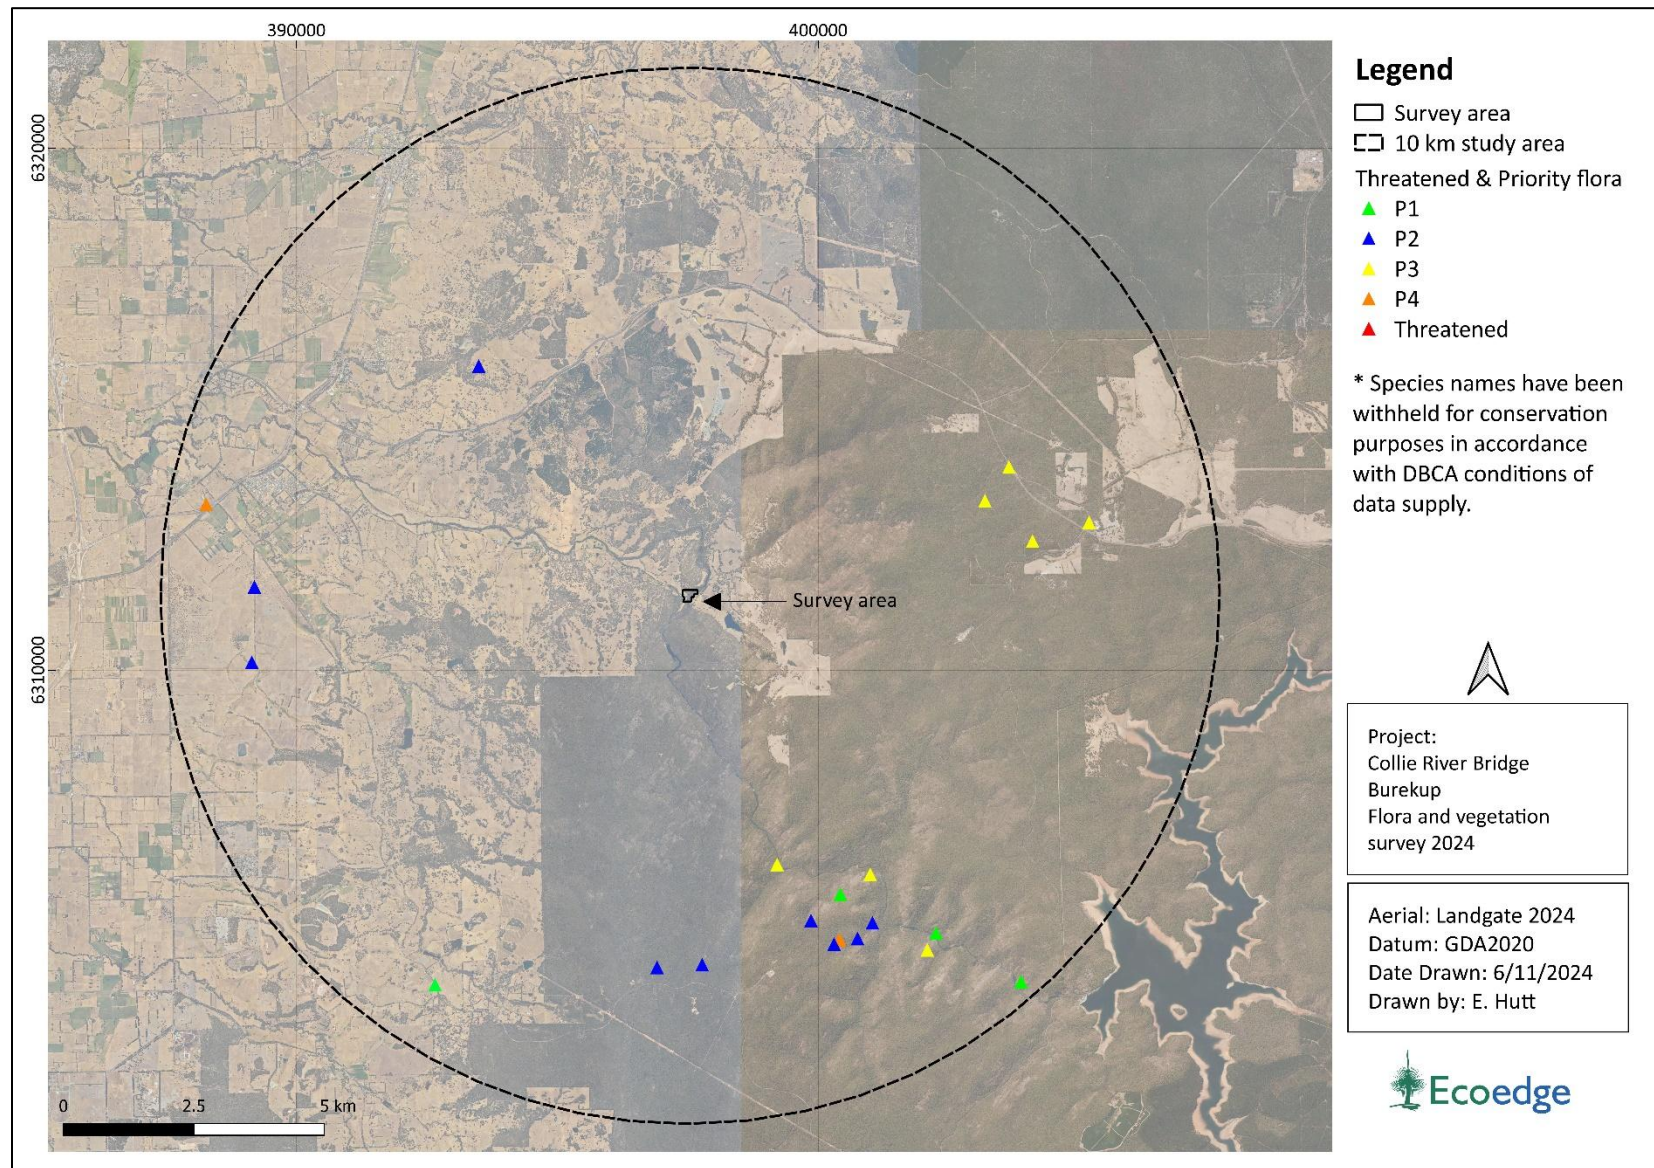 390000
400000
6320000
6310000
Survey area
0
2.5
5 km
Legend
Survey area
10 km study area
Threatened & Priority flora
P1
P2
P3
P4
Threatened
* Species names have been
withheld for conservation
purposes in accordance
with DBCA conditions of
data supply.
Project:
Collie River Bridge
Burekup
Flora and vegetation
survey 2024
Aerial: Landgate 2024
Datum: GDA2020
Date Drawn: 6/11/2024
Drawn by: E. Hutt
Ecoedge